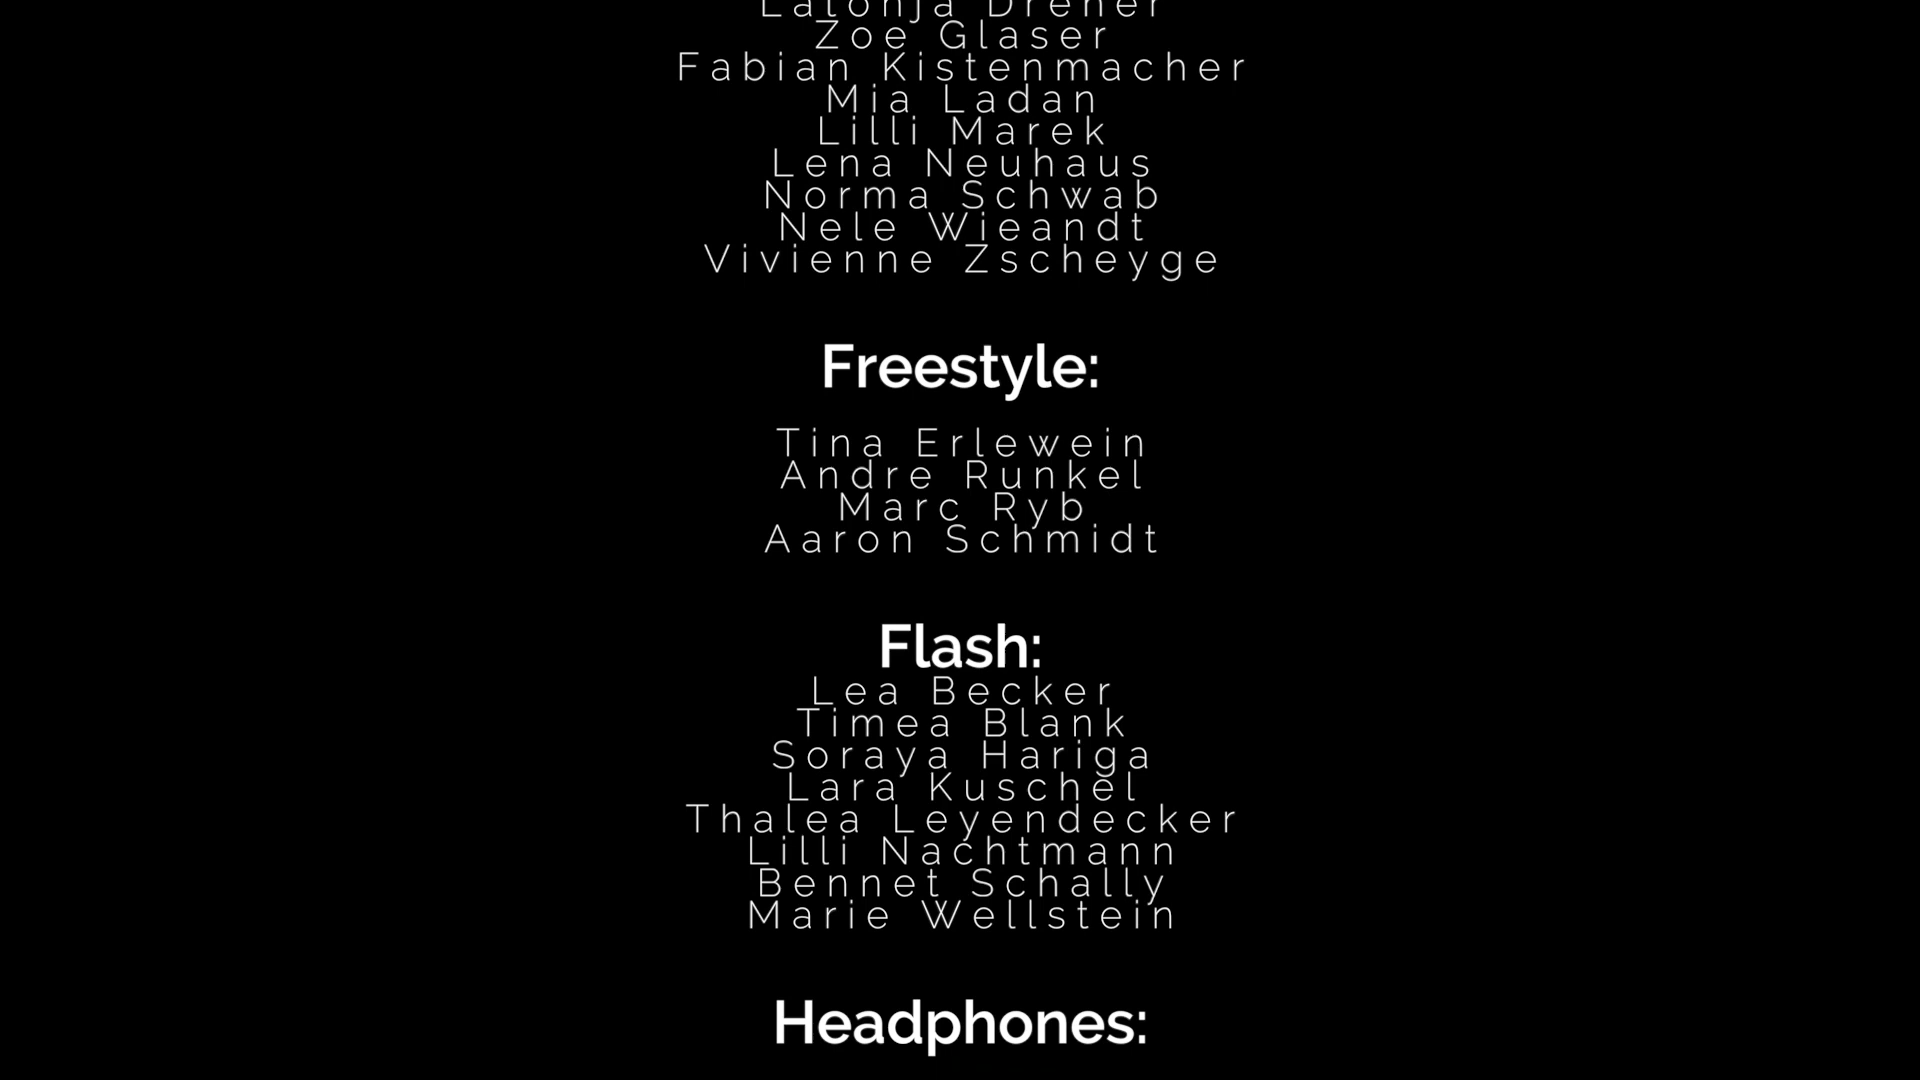 Latonja Dreher
Zoe Glaser
Fabian Kistenmacher
Mia Ladan
Lilli Marek
Lena Neuhaus
Norma Schwab
Nele Wieandt
Vivienne Zscheyge
Freestyle:
Tina Erlewein
Andre Runkel
Marc Ryb
Aaron Schmidt
Flash:
Lea Becker
Timea Blank
Soraya Hariga
Lara Kuschel
Thalea Leyendecker
Lilli Nachtmann
Bennet Schally
Marie Wellstein
Headphones: